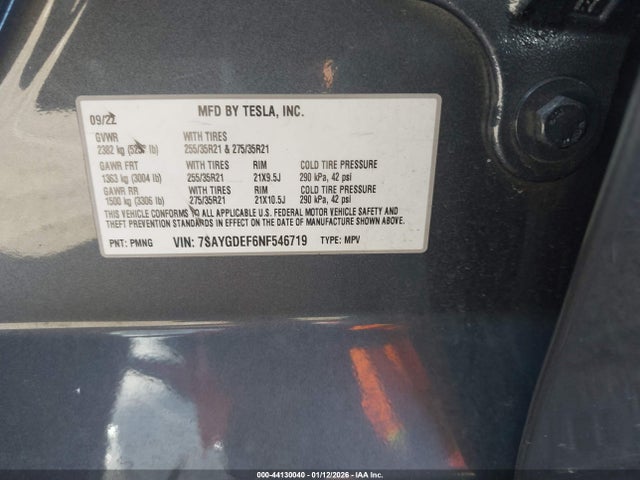 09/22 MFD BY TESLA, INC.
GVWR WITH TIRES
2382 kg lb) 255/35R21 & 275/35R21
GAWR FRT WITH TIRES RIM COLD TIRE PRESSURE
1363 kg (3004 lb) 255/35R21 21X9.5J 290 kPa, 42 psi
GAWR RR WITH TIRES RIM COLD TIRE PRESSURE
1500 kg (3306 lb) 275/35R21 21X10.5J 290 kPa, 42 psi
THIS VEHICLE CONFORMS TO ALL APPLICABLE U.S. FEDERAL MOTOR VEHICLE SAFETY AND
THEFT PREVENTION STANDARDS IN EFFECT ON THE DATE OF MANUFACTURE SHOWN ABOVE.
PNT: PMNG VIN: 7SAYGDEF6NF546719 TYPE: MPV
000-44130040 - 01/12/2026 - IAA Inc.